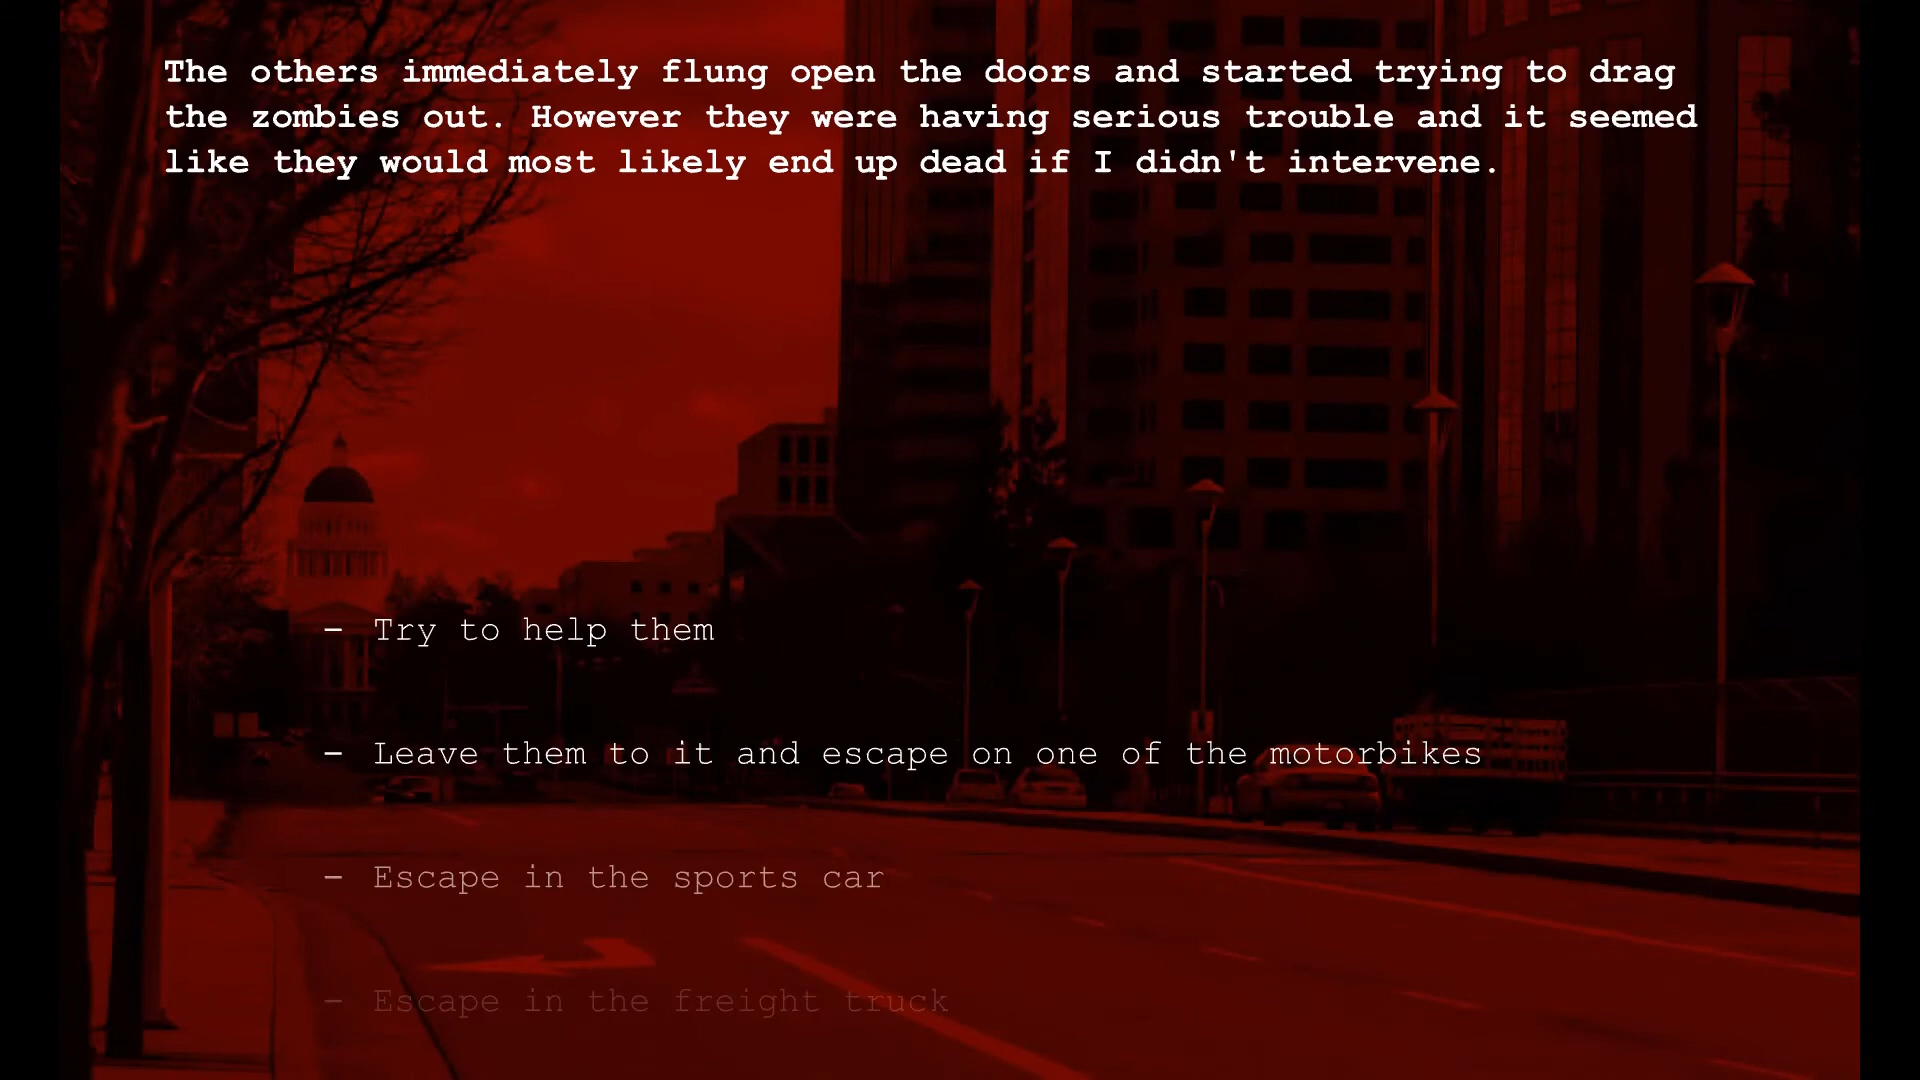 The others immediately flung open the doors and started trying to drag
the zombies out. However they were having serious trouble and it seemed
like they would most likely end up dead if I didn't intervene.
- Try to help them
- Leave them to it and escape on one of the motorbikes
- Escape in the sports car
- Escape in the freight truck